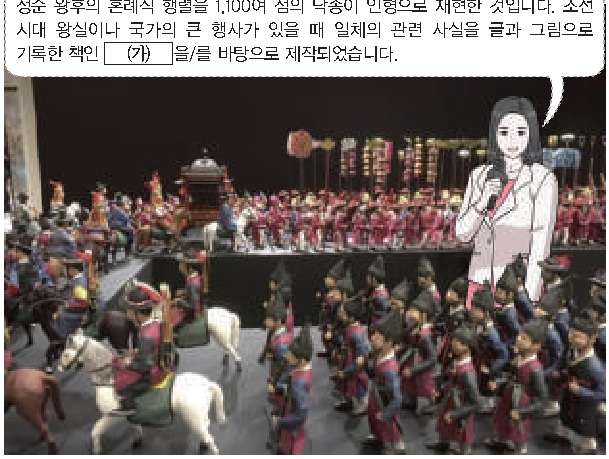 정순 왕후의 혼례식 행렬을 1,100여 점의 닥종이 인형으로 재현한 것입니다. 조선
시대 왕실이나 국가의 큰 행사가 있을 때 일체의 관련 사실을 글과 그림으로
기록한 책인 (가) 을/를 바탕으로 제작되었습니다.